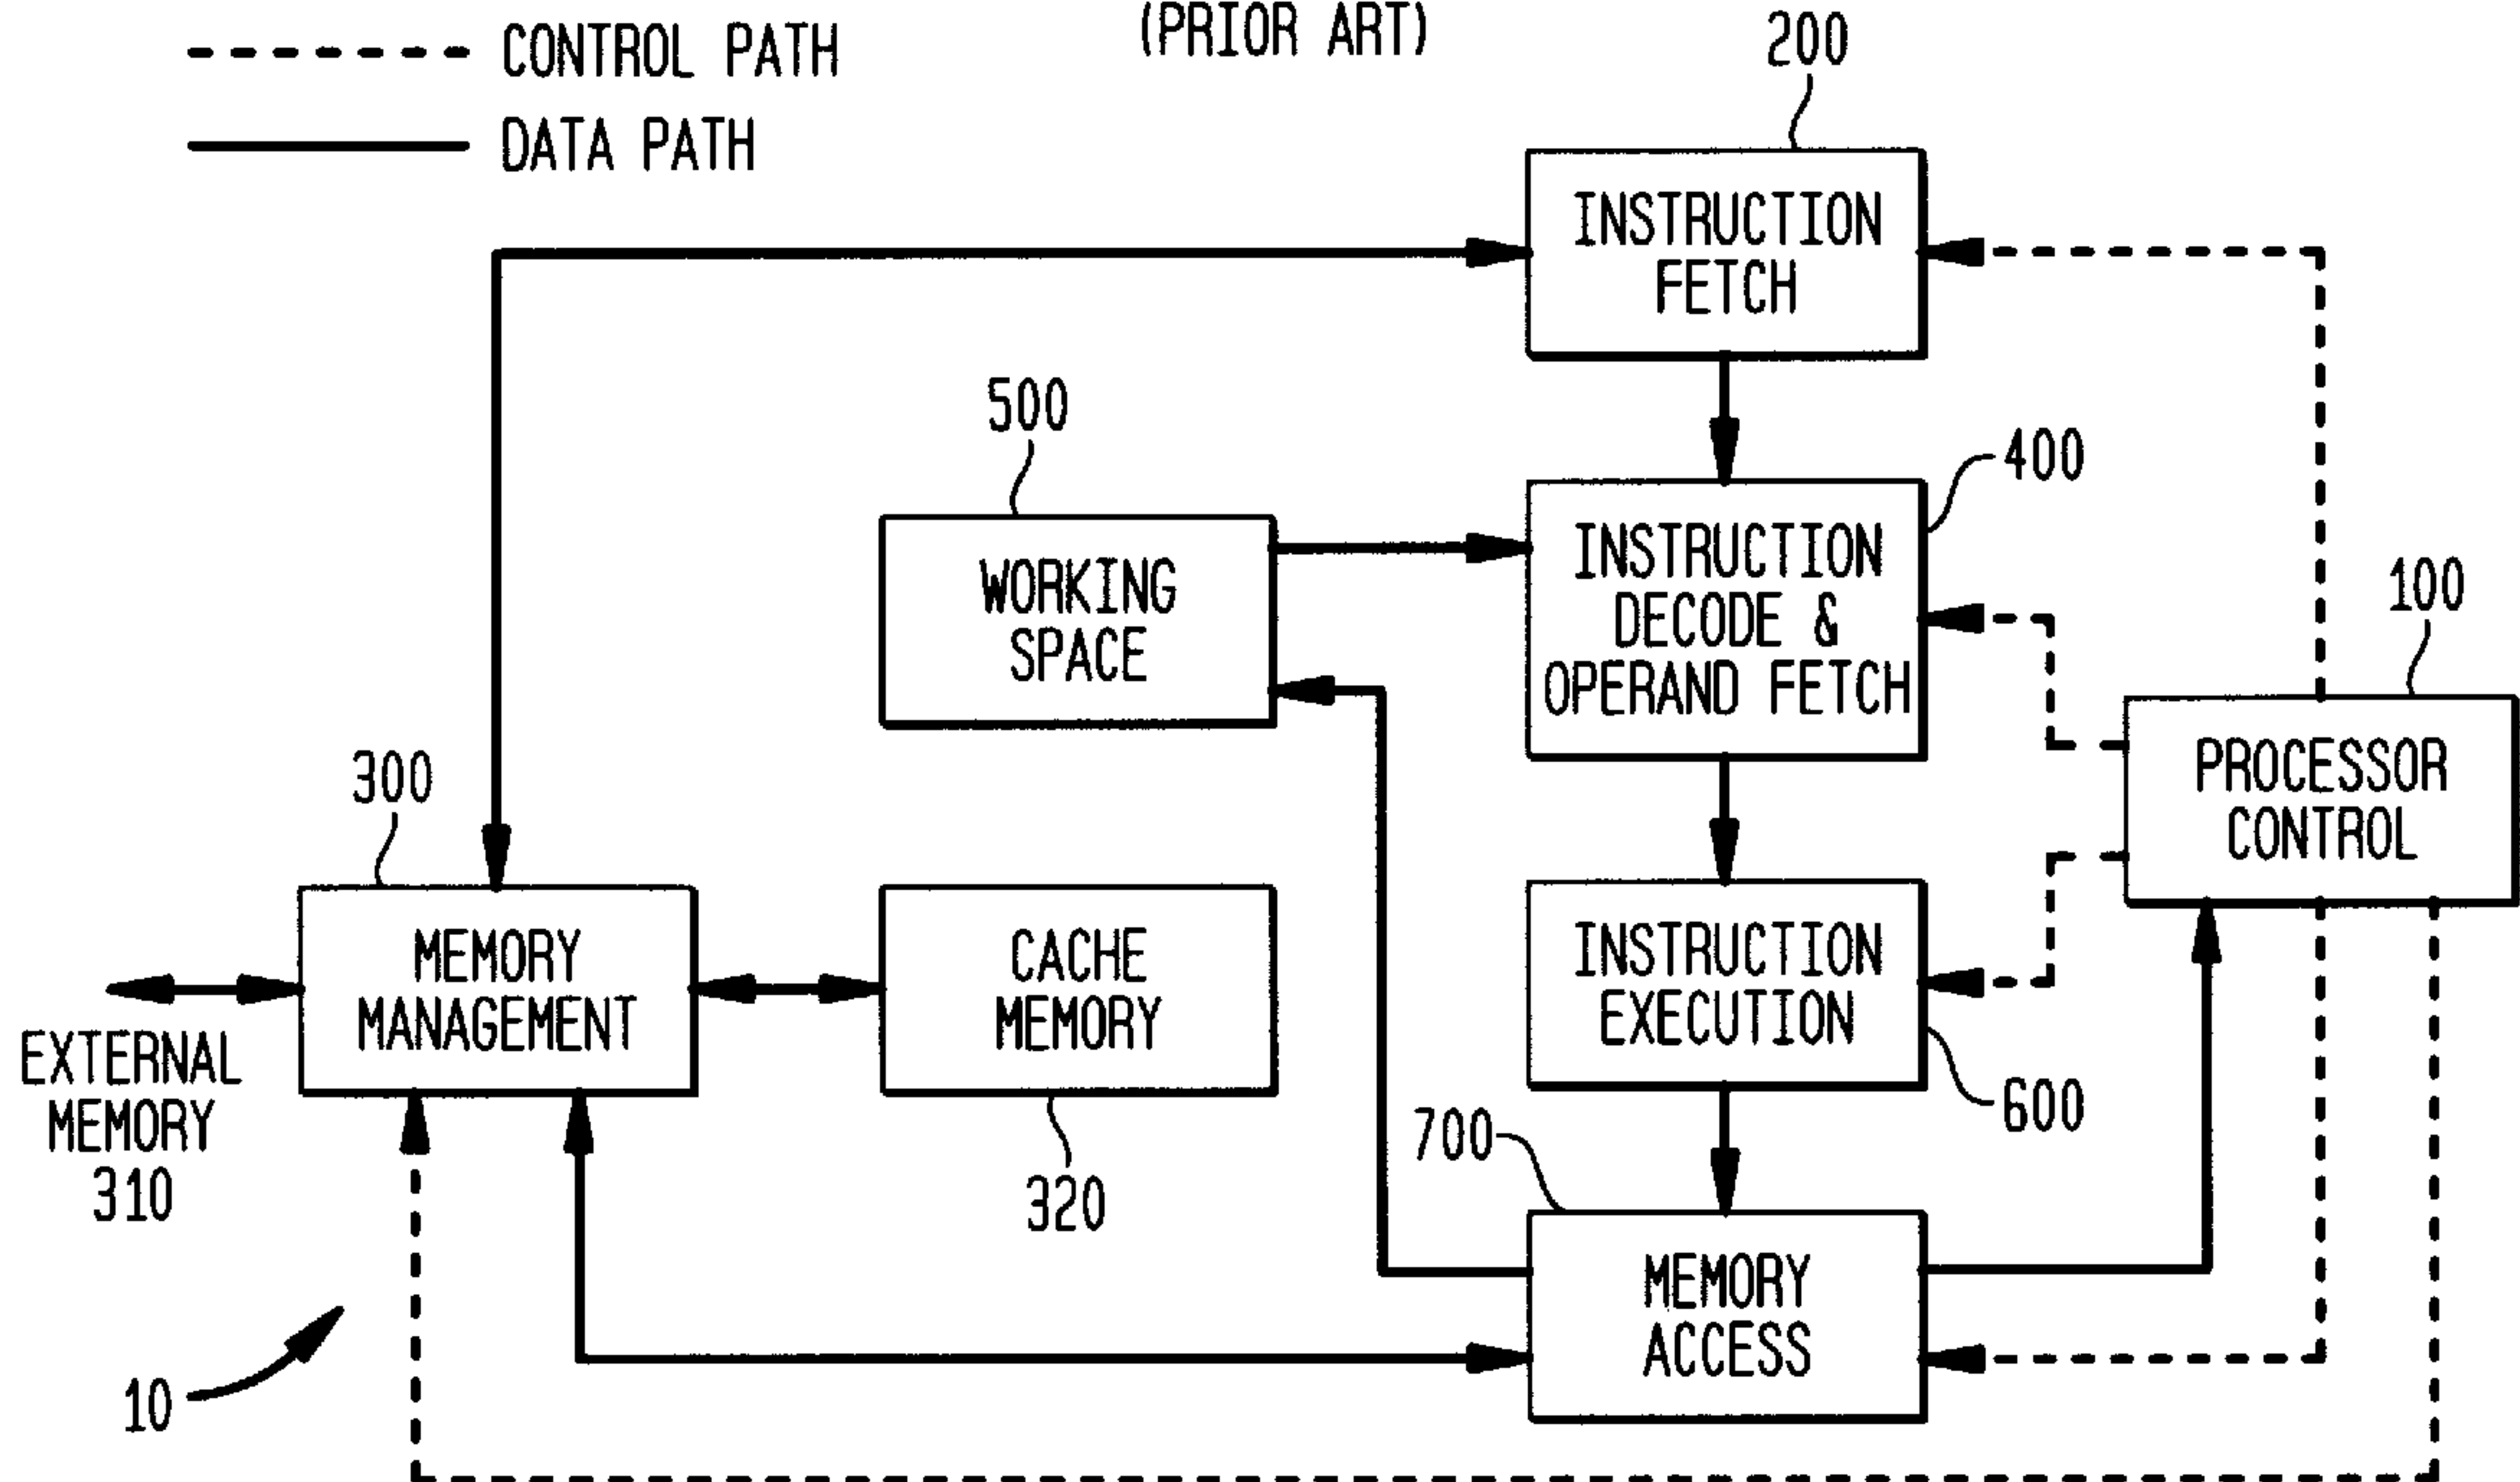 (PRIOR ART)
CONTROL PATH
DATA PATH
200
INSTRUCTION
FETCH
500
400
WORKING
SPACE
INSTRUCTION
DECODE &
OPERAND FETCH
100
PROCESSOR
CONTROL
300
MEMORY
MANAGEMENT
CACHE
MEMORY
INSTRUCTION
EXECUTION
EXTERNAL
MEMORY
310
320
600
700
MEMORY
ACCESS
10